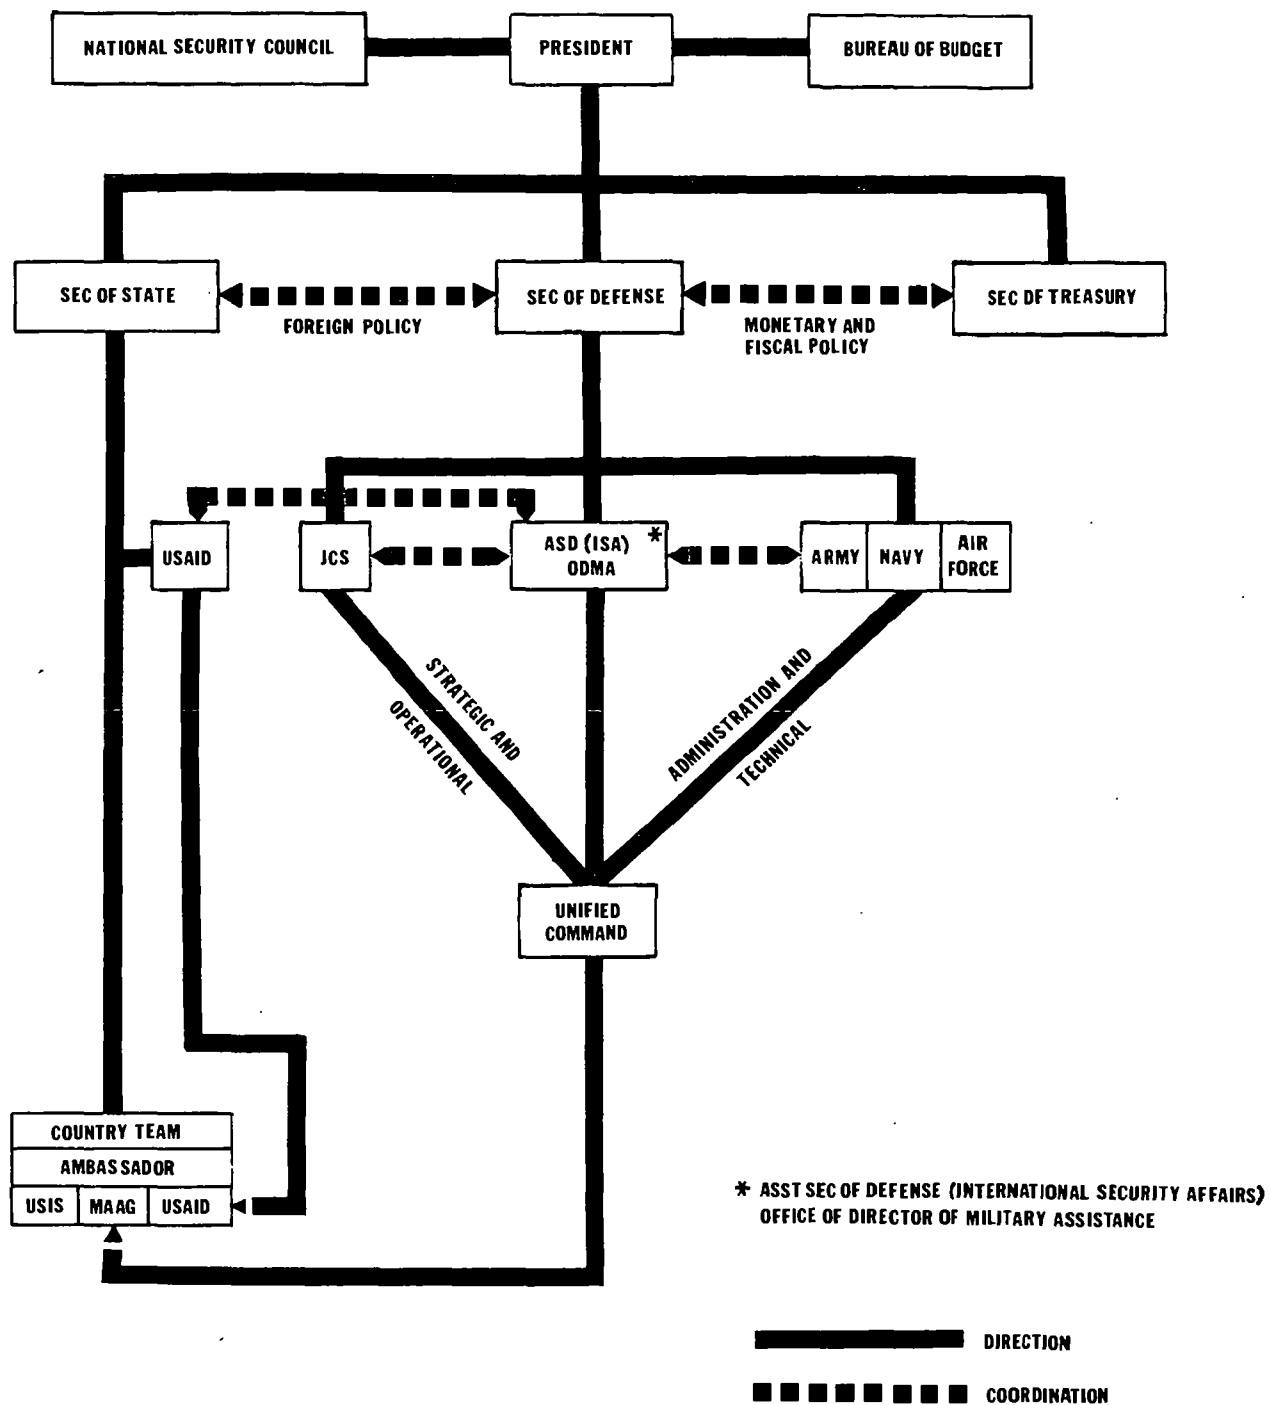 NATIONAL SECURITY COUNCIL
PRESIDENT
BUREAU OF BUDGET
SEC OF STATE
SEC OF DEFENSE
SEC DF TREASURY
FOREIGN POLICY
MONETARY AND
FISCAL POLICY
USAID
JCS
ASD (ISA) *
ODMA
ARMY
NAVY
AIR
FORCE
STRATEGIC AND
OPERATIONAL
ADMINISTRATION AND
TECHNICAL
UNIFIED
COMMAND
COUNTRY TEAM
AMBASSADOR
USIS
MAAG
USAID
* ASST SEC OF DEFENSE (INTERNATIONAL SECURITY AFFAIRS)
OFFICE OF DIRECTOR OF MILITARY ASSISTANCE
DIRECTION
COORDINATION